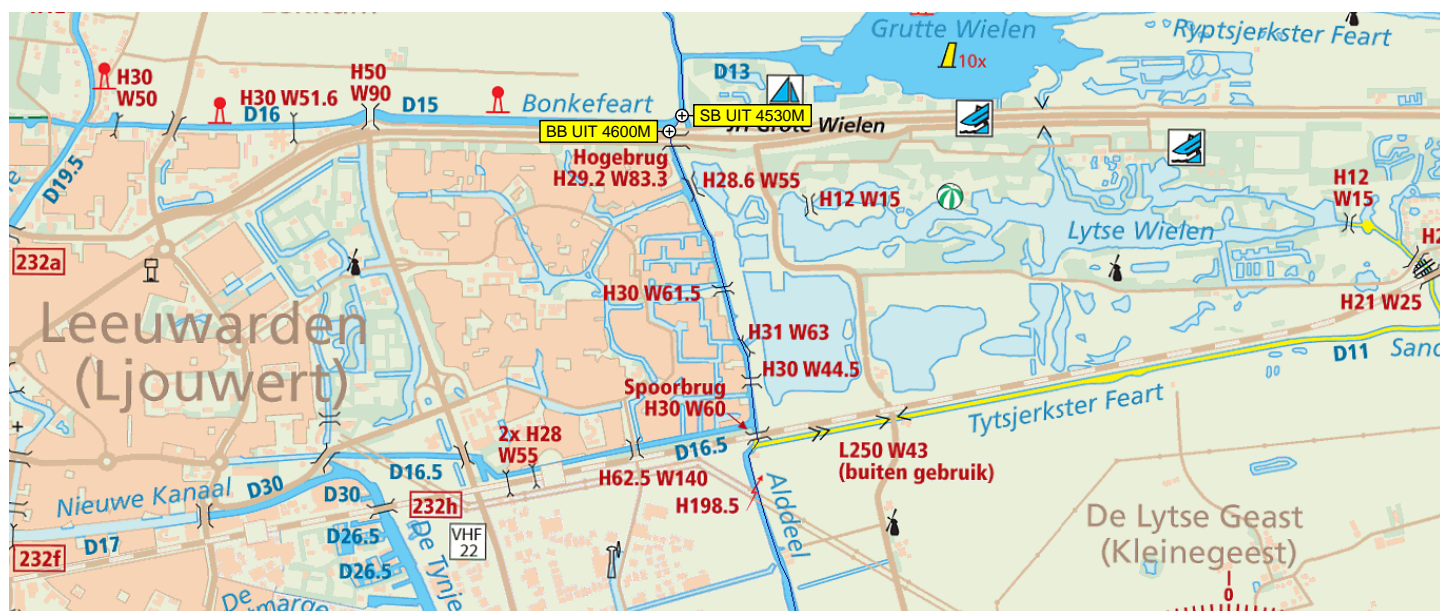 Grutte Wielen
Ryptsjerkster Feart
10x
H30
W50
H30 W51.6
D16
H50
W90
D15
Bonkefeart
D13
SB UIT 4530M
BB UIT 4600M
Wielen
Hogebrug
H29.2 W83.3
D19.5
H28.6 W55
H12 W15
H12
W15
Lytse Wielen
232a
H30 W61.5
H21 W25
Leeuwarden
(Ljouwert)
H31 W63
H30 W44.5
D11
Spoorbrug
H30 W60
Tytsjerkster Feart
2x H28
W55
D16.5
D16.5
L250 W43
(buiten gebruik)
H62.5 W140
H198.5
Nieuwe Kanaal
D30
D30
232h
Alddeel
De Lytse Geast
(Kleinegeest)
VHF
22
De Tynje
D26.5
D26.5
D17
232f
De
0